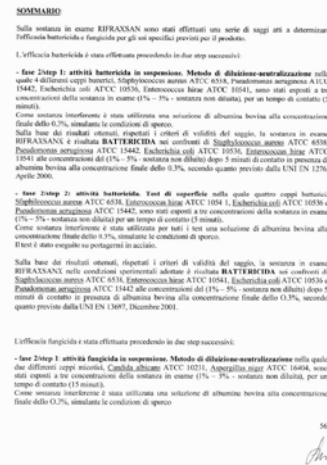 SOMMARIO
Sulla sostanza in esame RIFRAXSAN sono stati effettuati una serie di saggi atti a determinare
l'efficacia battericida e fungicida per gli usi specifici previsti per il prodotto.
L'efficacia battericida è stata effettuata procedendo in due step successivi:
- fase 2/step 1: attività battericida in sospensione. Metodo di diluizione-neutralizzazione nella
quale 4 differenti ceppi batterici, Staphylococcus aureus ATCC 6538, Pseudomonas aeruginosa ATCC
15442, Escherichia coli ATCC 10536, Enterococcus hirae ATCC 10541, sono stati esposti a tre
concentrazioni della sostanza in esame (1% – 5% - sostanza non diluita), per un tempo di contatto (5
minuti).
Come sostanza interferente è stata utilizzata una soluzione di albumina bovina alla concentrazione
finale dello 0.3%, simulante le condizioni di sporco.
Sulla base dei risultati ottenuti, rispettati i criteri di validità del saggio, la sostanza in esame
RIFRAXSANX è risultata BATTERICIDA nei confronti di Staphylococcus aureus ATCC 6538,
Pseudomonas aeruginosa ATCC 15442, Escherichia coli ATCC 10536, Enterococcus hirae ATCC
10541 alle concentrazioni del (1% – 5% - sostanza non diluita) dopo 5 minuti di contatto in presenza di
albumina bovina alla concentrazione finale dello 0.3%, secondo quanto previsto dalla UNI EN 1276,
Aprile 2000.
- fase 2/step 2: attività battericida. Test di superficie nella quale quattro ceppi batterici,
Staphilococcus aureus ATCC 6538, Enterococcus hirae ATCC 1054 1, Escherichia coli ATCC 10536 e
Pseudomonas aeruginosa ATCC 15442, sono stati esposti a tre concentrazioni della sostanza in esame
(1% – 5% - sostanza non diluita) per un tempo di contatto (5 minuti).
Come sostanza interferente è stata utilizzata per tutti i test una soluzione di albumina bovina alla
concentrazione finale dello 0.3%, simulante le condizioni di sporco.
Il test è stato eseguito su portagermi in acciaio.
Sulla base dei risultati ottenuti, rispettati i criteri di validità del saggio, la sostanza in esame
RIFRAXSANX nelle condizioni sperimentali adottate è risultata BATTERICIDA nei confronti di
Staphylococcus aureus ATCC 6538, Enterococcus hirae ATCC 10541, Escherichia coli ATCC 10536 e
Pseudomonas aeruginosa ATCC 15442 alle concentrazioni del (1% – 5% - sostanza non diluita) dopo 5
minuti di contatto in presenza di albumina bovina alla concentrazione finale dello O.3%, secondo
quanto previsto dalla UNI EN 13697, Dicembre 2001.
L'efficacia fungicida è stata effettuata procedendo in due step successivi:
- fase 2/step 1: attività fungicida in sospensione. Metodo di diluizione-neutralizzazione nella quale
due differenti ceppi micotici, Candida albicans ATCC 10231, Aspergillus niger ATCC 16404, sono
stati esposti a tre concentrazioni della sostanza in esame (1% – 5% - sostanza non diluita), per un
tempo di contatto (15 minuti).
Come sostanza interferente è stata utilizzata una soluzione di albumina bovina alla concentrazione
finale dello O.3%, simulante le condizioni di sporco
56